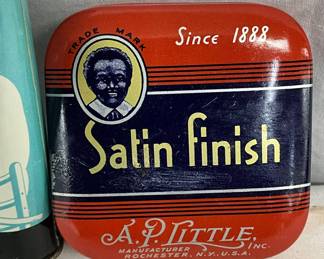 TRADE MARK
Since 1888
Satin finish
A.P. LITTLE, INC.
MANUFACTURER
ROCHESTER, N.Y. U.S.A.